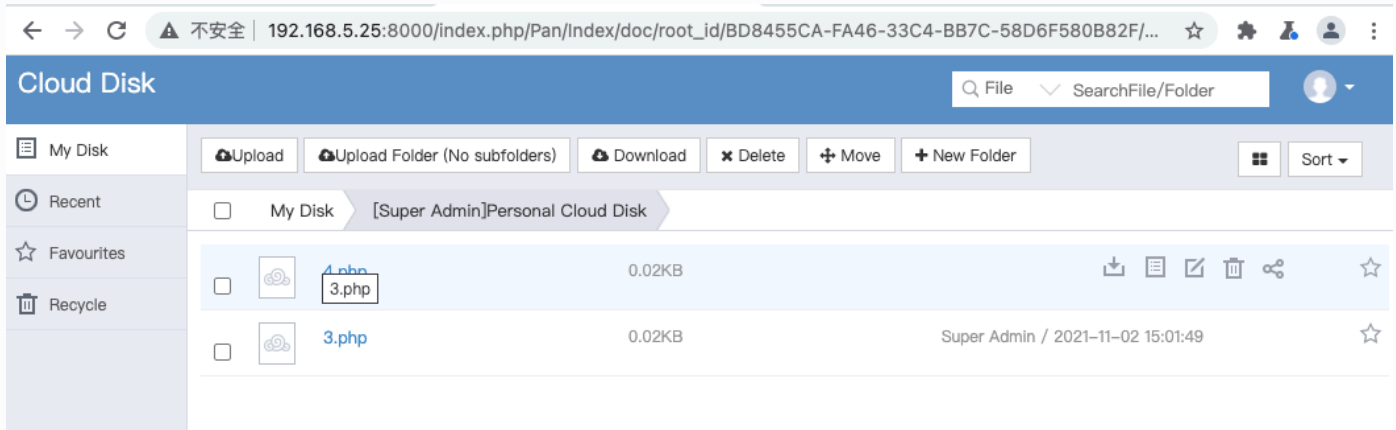 不安全 192.168.5.25:8000/index.php/Pan/Index/doc/root_id/BD8455CA-FA46-33C4-BB7C-58D6F580B82F/...
Cloud Disk
File SearchFile/Folder
My Disk
Recent
Favourites
Recycle
Upload Upload Folder (No subfolders) Download Delete Move New Folder Sort
My Disk [Super Admin]Personal Cloud Disk
4.php 0.02KB
3.php
3.php 0.02KB Super Admin / 2021-11-02 15:01:49